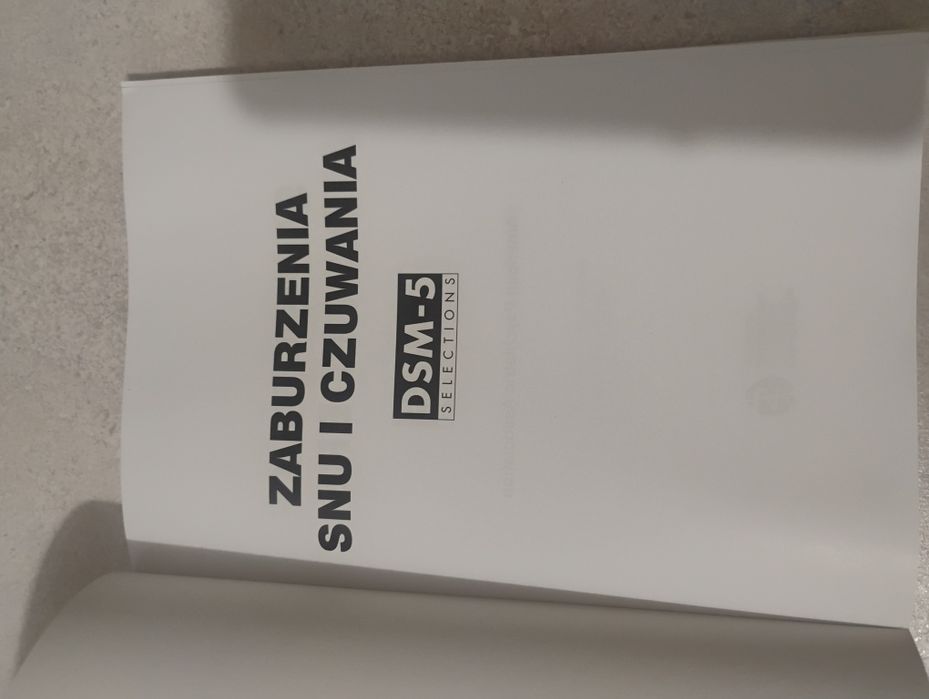 ZABURZENIA
SNU I CZUWANIA
DSM-5
SELECTIONS